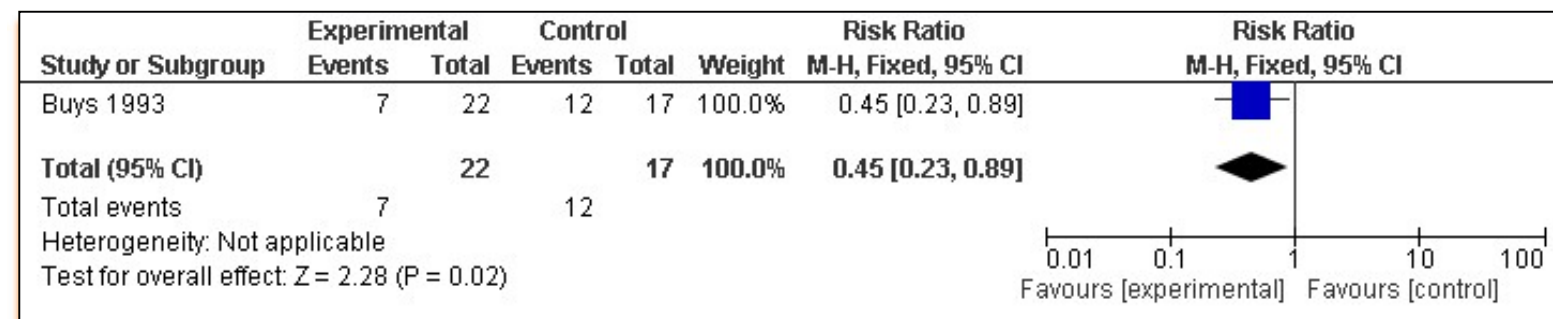 Experimental Control Risk Ratio Risk Ratio
Study or Subgroup Events Total Events Total Weight M-H, Fixed, 95% CI M-H, Fixed, 95% CI
Buys 1993 7 22 12 17 100.0% 0.45 [0.23, 0.89]
Total (95% CI) 22 17 100.0% 0.45 [0.23, 0.89]
Total events 7 12
Heterogeneity: Not applicable
Test for overall effect: Z = 2.28 (P = 0.02)
0.01 0.1 1 10 100
Favours [experimental] Favours [control]